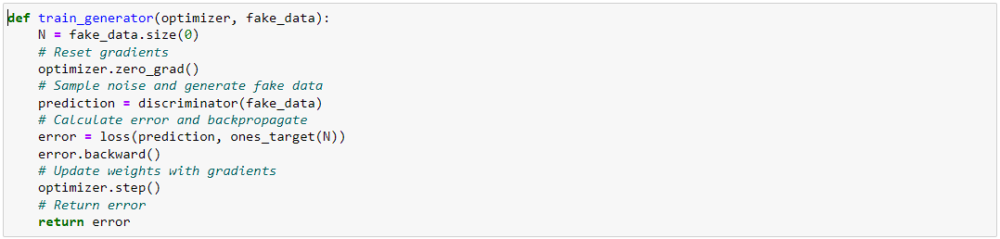 def train_generator(optimizer, fake_data):
    N = fake_data.size(0)
    # Reset gradients
    optimizer.zero_grad()
    # Sample noise and generate fake data
    prediction = discriminator(fake_data)
    # Calculate error and backpropagate
    error = loss(prediction, ones_target(N))
    error.backward()
    # Update weights with gradients
    optimizer.step()
    # Return error
    return error